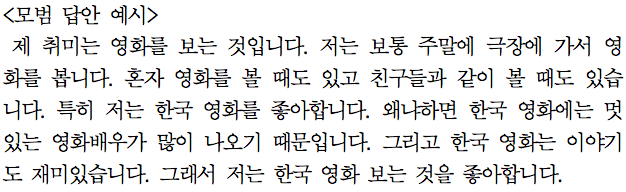 <모범 답안 예시>
제 취미는 영화를 보는 것입니다. 저는 보통 주말에 극장에 가서 영
화를 봅니다. 혼자 영화를 볼 때도 있고 친구들과 같이 볼 때도 있습
니다. 특히 저는 한국 영화를 좋아합니다. 왜냐하면 한국 영화에는 멋
있는 영화배우가 많이 나오기 때문입니다. 그리고 한국 영화는 이야기
도 재미있습니다. 그래서 저는 한국 영화 보는 것을 좋아합니다.